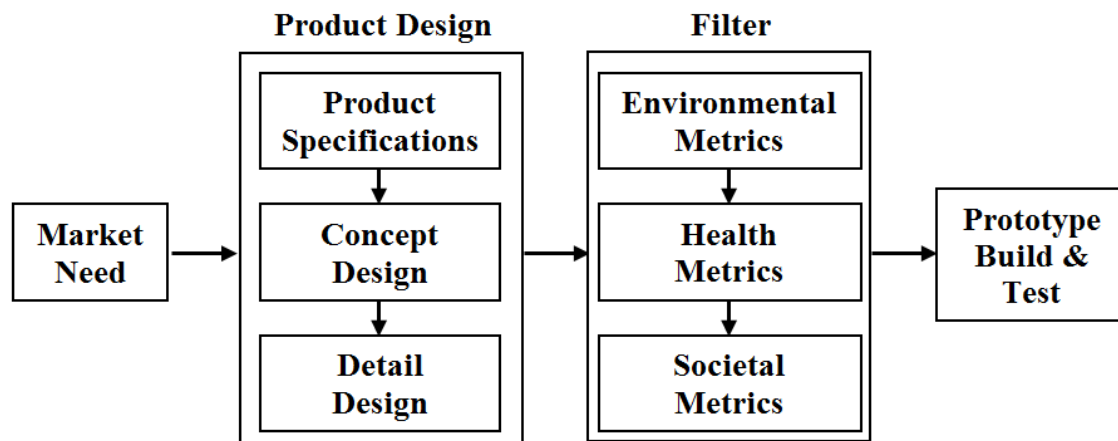 Product Design
Filter
Product
Specifications
Environmental
Metrics
Market
Need
Concept
Design
Health
Metrics
Prototype
Build &
Test
Detail
Design
Societal
Metrics